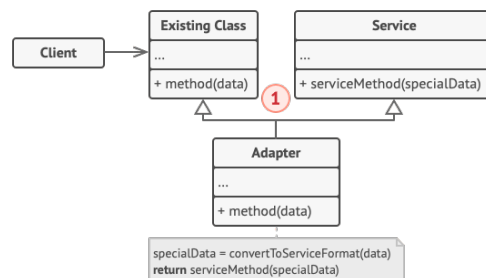 Client
Existing Class
...
+ method(data)
Service
...
+ serviceMethod(specialData)
1
Adapter
...
+ method(data)
specialData = convertToServiceFormat(data)
return serviceMethod(specialData)